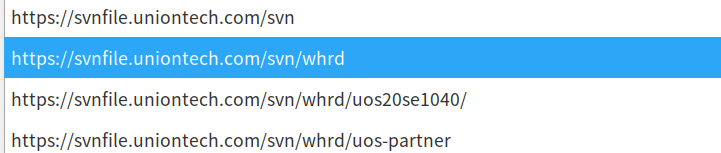 https://svnfile.uniontech.com/svn
https://svnfile.uniontech.com/svn/whrd
https://svnfile.uniontech.com/svn/whrd/uos20se1040/
https://svnfile.uniontech.com/svn/whrd/uos-partner